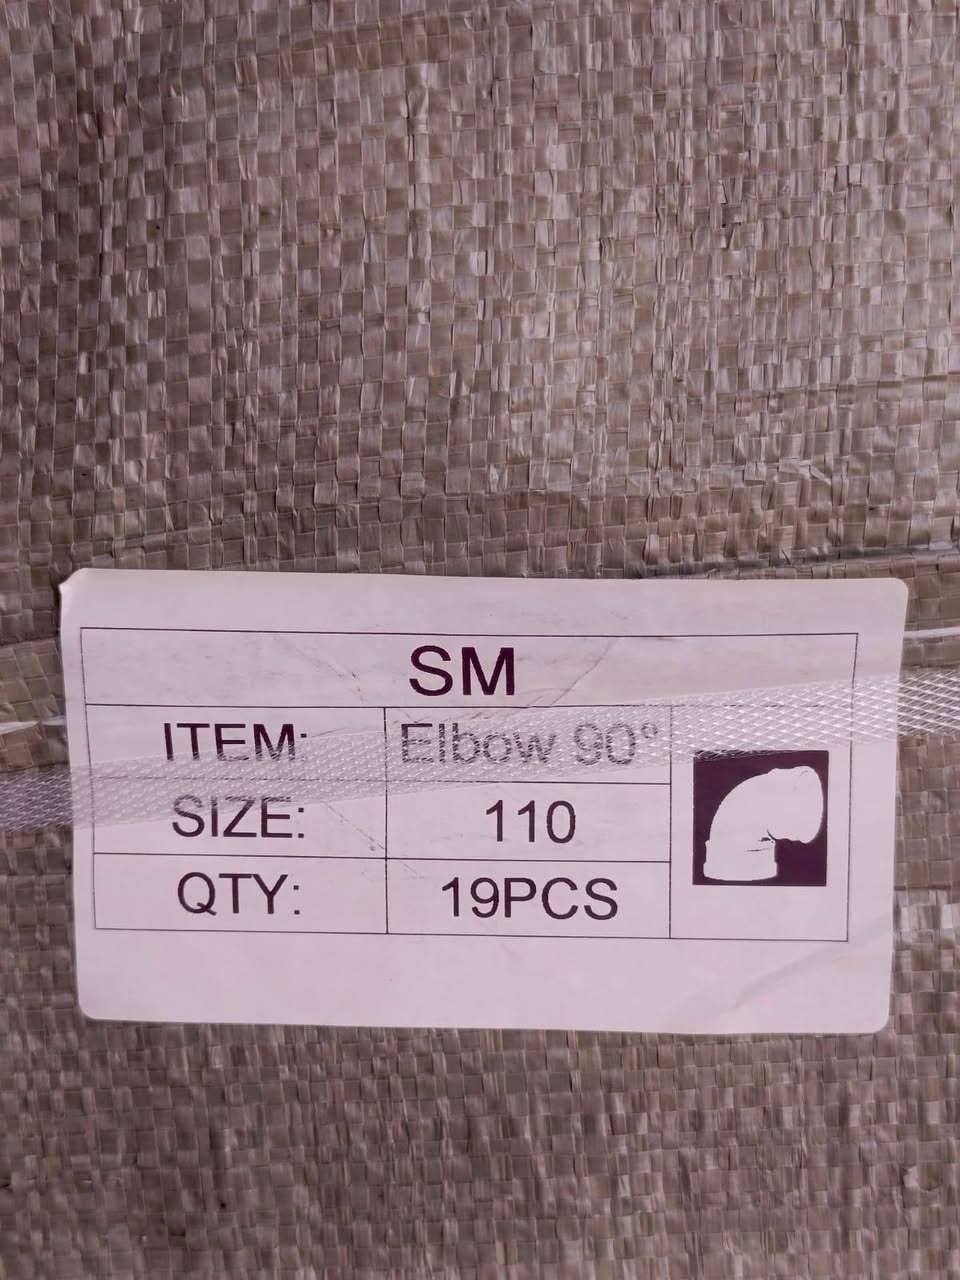 SM
ITEM: Elbow 90°
SIZE: 110
QTY: 19PCS